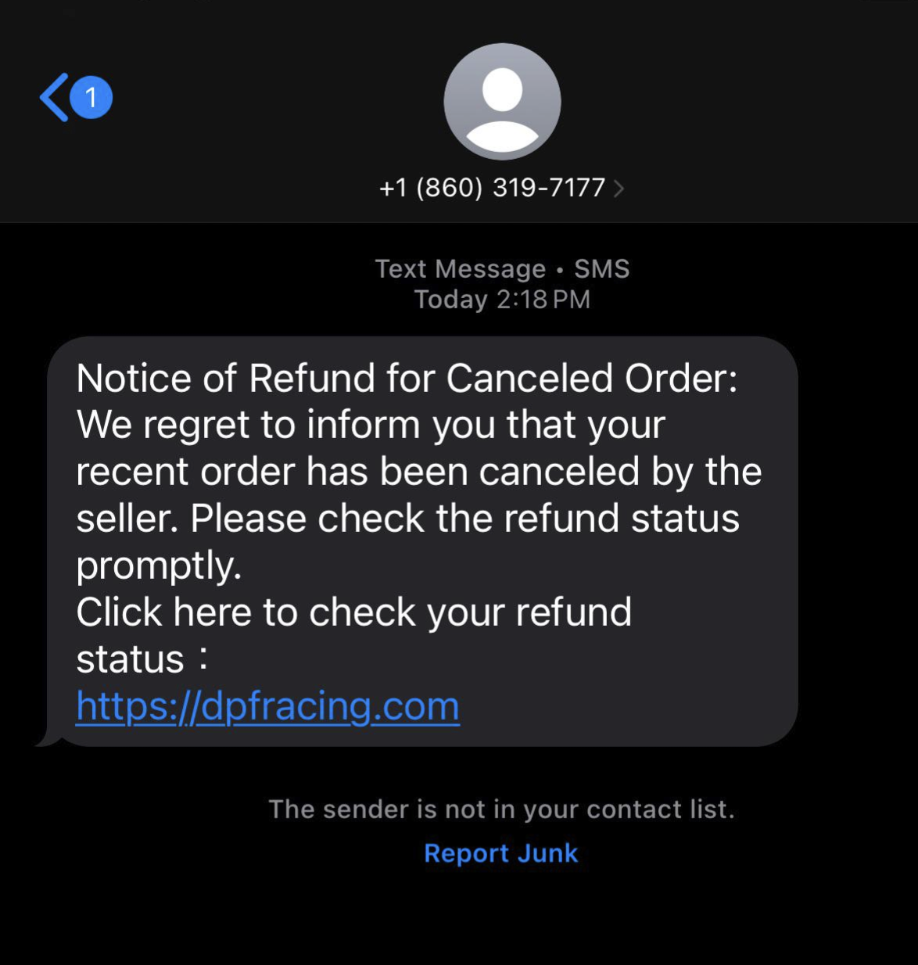 1
+1 (860) 319-7177 >
Text Message • SMS
Today 2:18 PM
Notice of Refund for Canceled Order:
We regret to inform you that your
recent order has been canceled by the
seller. Please check the refund status
promptly.
Click here to check your refund
status：
https://dpfracing.com
The sender is not in your contact list.
Report Junk